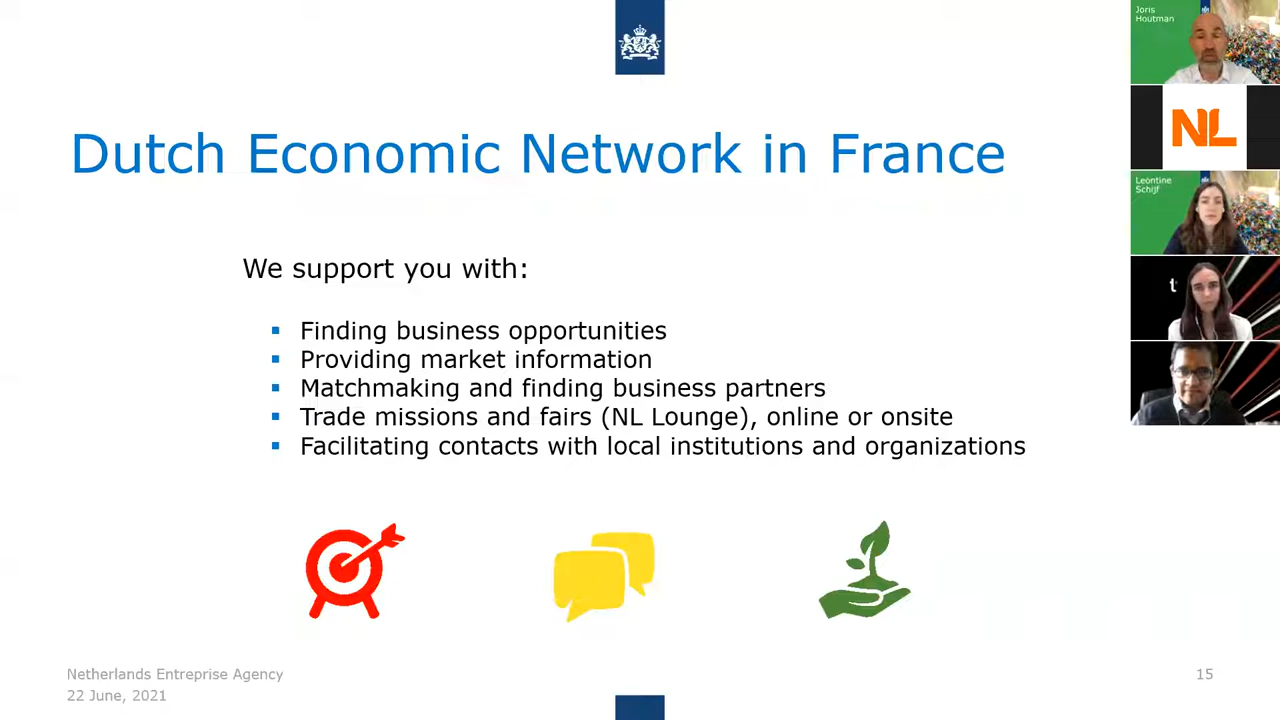 Dutch Economic Network in France
We support you with:
Finding business opportunities
Providing market information
Matchmaking and finding business partners
Trade missions and fairs (NL Lounge), online or onsite
Facilitating contacts with local institutions and organizations
Netherlands Entreprise Agency
22 June, 2021
15
Joris
Houtman
NL
Leontine
Schijf
t